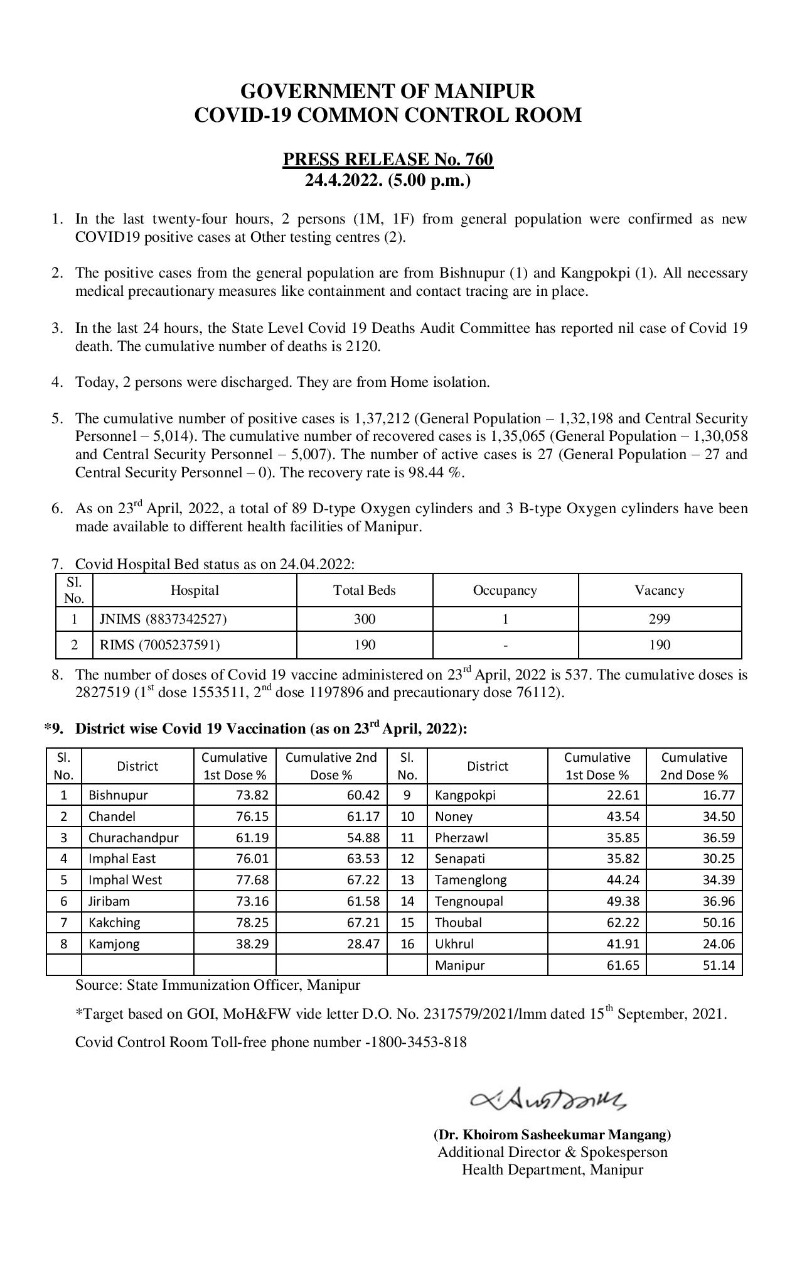 GOVERNMENT OF MANIPUR
COVID-19 COMMON CONTROL ROOM
PRESS RELEASE No. 760
24.4.2022. (5.00 p.m.)
1. In the last twenty-four hours, 2 persons (1M, 1F) from general population were confirmed as new
COVID19 positive cases at Other testing centres (2).
2. The positive cases from the general population are from Bishnupur (1) and Kangpokpi (1). All necessary
medical precautionary measures like containment and contact tracing are in place.
3. In the last 24 hours, the State Level Covid 19 Deaths Audit Committee has reported nil case of Covid 19
death. The cumulative number of deaths is 2120.
4. Today, 2 persons were discharged. They are from Home isolation.
5. The cumulative number of positive cases is 1,37,212 (General Population – 1,32,198 and Central Security
Personnel – 5,014). The cumulative number of recovered cases is 1,35,065 (General Population – 1,30,058
and Central Security Personnel – 5,007). The number of active cases is 27 (General Population – 27 and
Central Security Personnel – 0). The recovery rate is 98.44 %.
6. As on 23rd April, 2022, a total of 89 D-type Oxygen cylinders and 3 B-type Oxygen cylinders have been
made available to different health facilities of Manipur.
7. Covid Hospital Bed status as on 24.04.2022:
Sl. No. Hospital Total Beds Occupancy Vacancy
1 JNIMS (8837342527) 300 1 299
2 RIMS (7005237591) 190 - 190
8. The number of doses of Covid 19 vaccine administered on 23rd April, 2022 is 537. The cumulative doses is
2827519 (1st dose 1553511, 2nd dose 1197896 and precautionary dose 76112).
*9. District wise Covid 19 Vaccination (as on 23rd April, 2022):
Sl. No. District Cumulative 1st Dose % Cumulative 2nd Dose % Sl. No. District Cumulative 1st Dose % Cumulative 2nd Dose %
1 Bishnupur 73.82 60.42 9 Kangpokpi 22.61 16.77
2 Chandel 76.15 61.17 10 Noney 43.54 34.50
3 Churachandpur 61.19 54.88 11 Pherzawl 35.85 36.59
4 Imphal East 76.01 63.53 12 Senapati 35.82 30.25
5 Imphal West 77.68 67.22 13 Tamenglong 44.24 34.39
6 Jiribam 73.16 61.58 14 Tengnoupal 49.38 36.96
7 Kakching 78.25 67.21 15 Thoubal 62.22 50.16
8 Kamjong 38.29 28.47 16 Ukhrul 41.91 24.06
Manipur 61.65 51.14
Source: State Immunization Officer, Manipur
*Target based on GOI, MoH&FW vide letter D.O. No. 2317579/2021/Imm dated 15th September, 2021.
Covid Control Room Toll-free phone number -1800-3453-818
(Dr. Khoirom Sasheekumar Mangang)
Additional Director & Spokesperson
Health Department, Manipur